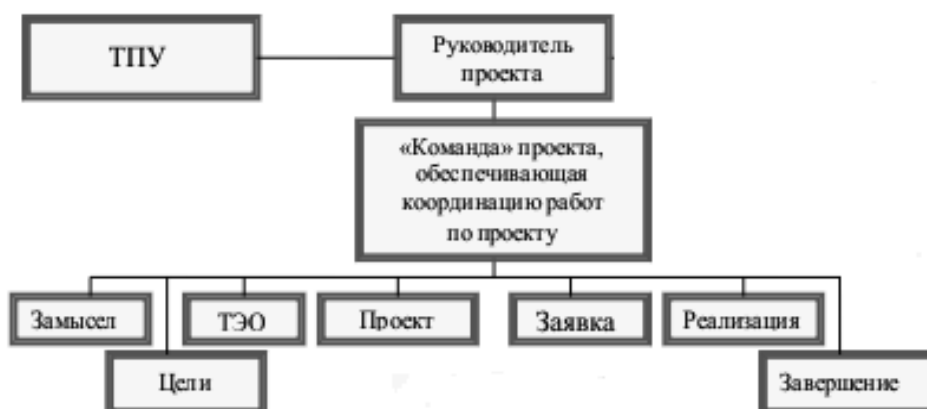 ТПУ
Руководитель
проекта
«Команда» проекта,
обеспечивающая
координацию работ
по проекту
Замысел
Цели
ТЭО
Проект
Заявка
Реализация
Завершение